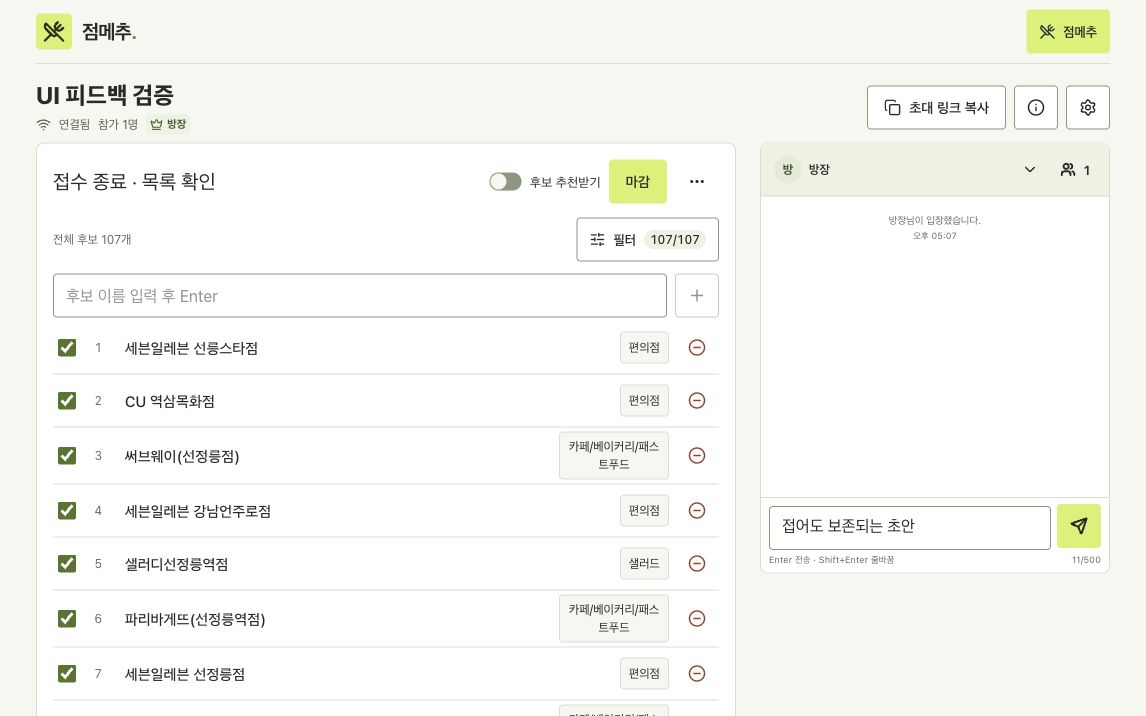 점메추.
점메추
UI 피드백 검증
연결됨 참가 1명 방장
초대 링크 복사
접수 종료 · 목록 확인
후보 추천받기
마감
전체 후보 107개
필터 107/107
후보 이름 입력 후 Enter
1 세븐일레븐 선릉스타점 편의점
2 CU 역삼목화점 편의점
3 써브웨이(선정릉점) 카페/베이커리/패스
트푸드
4 세븐일레븐 강남언주로점 편의점
5 샐러디선정릉역점 샐러드
6 파리바게뜨(선정릉역점) 카페/베이커리/패스
트푸드
7 세븐일레븐 선정릉점 편의점
방 방장
1
방장님이 입장했습니다.
오후 05:07
접어도 보존되는 초안
Enter 전송 · Shift+Enter 줄바꿈
11/500